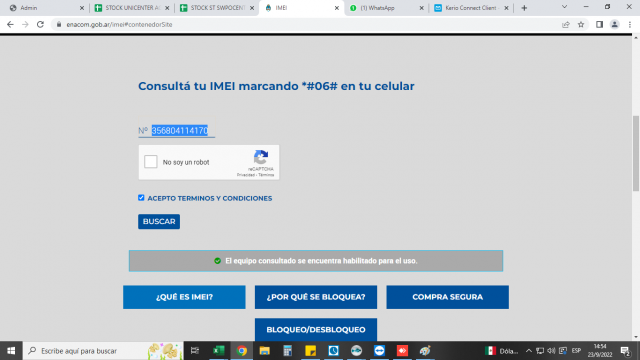 Admin
STOCK UNICENTER
STOCK ST SWPOCENT
IMEI
(1) WhatsApp
Kerio Connect Client
enacom.gob.ar/imei#contenedorSite
Consultá tu IMEI marcando *#06# en tu celular
Nº 356804114170
No soy un robot
reCAPTCHA
Privacidad - Términos
ACEPTO TERMINOS Y CONDICIONES
BUSCAR
El equipo consultado se encuentra habilitado para el uso.
¿QUÉ ES IMEI?
¿POR QUÉ SE BLOQUEA?
COMPRA SEGURA
BLOQUEO/DESBLOQUEO
Escribe aquí para buscar
Dóla...
ESP
14:54
23/9/2022